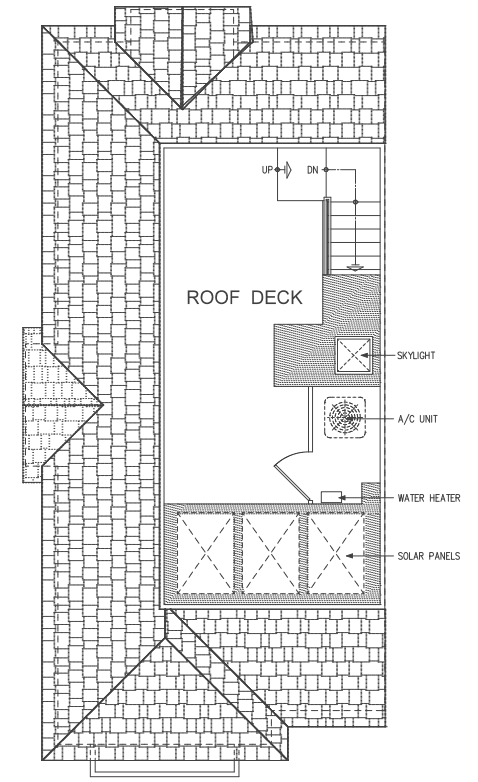 UP
DN
ROOF DECK
SKYLIGHT
A/C UNIT
WATER HEATER
SOLAR PANELS